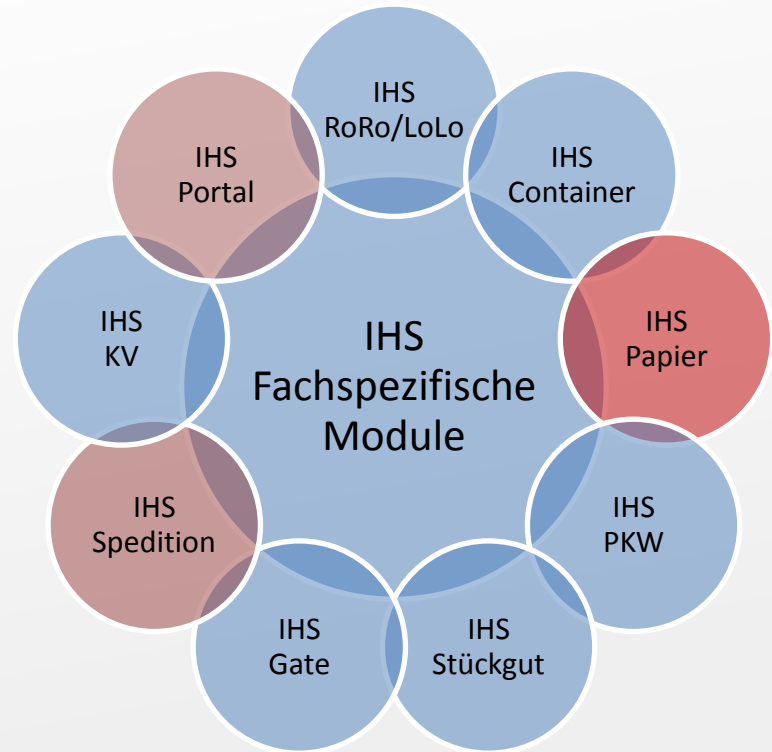 IHS
RoRo/LoLo
IHS
Container
IHS
Papier
IHS
PKW
IHS
Stückgut
IHS
Gate
IHS
Spedition
IHS
KV
IHS
Portal
IHS
Fachspezifische
Module